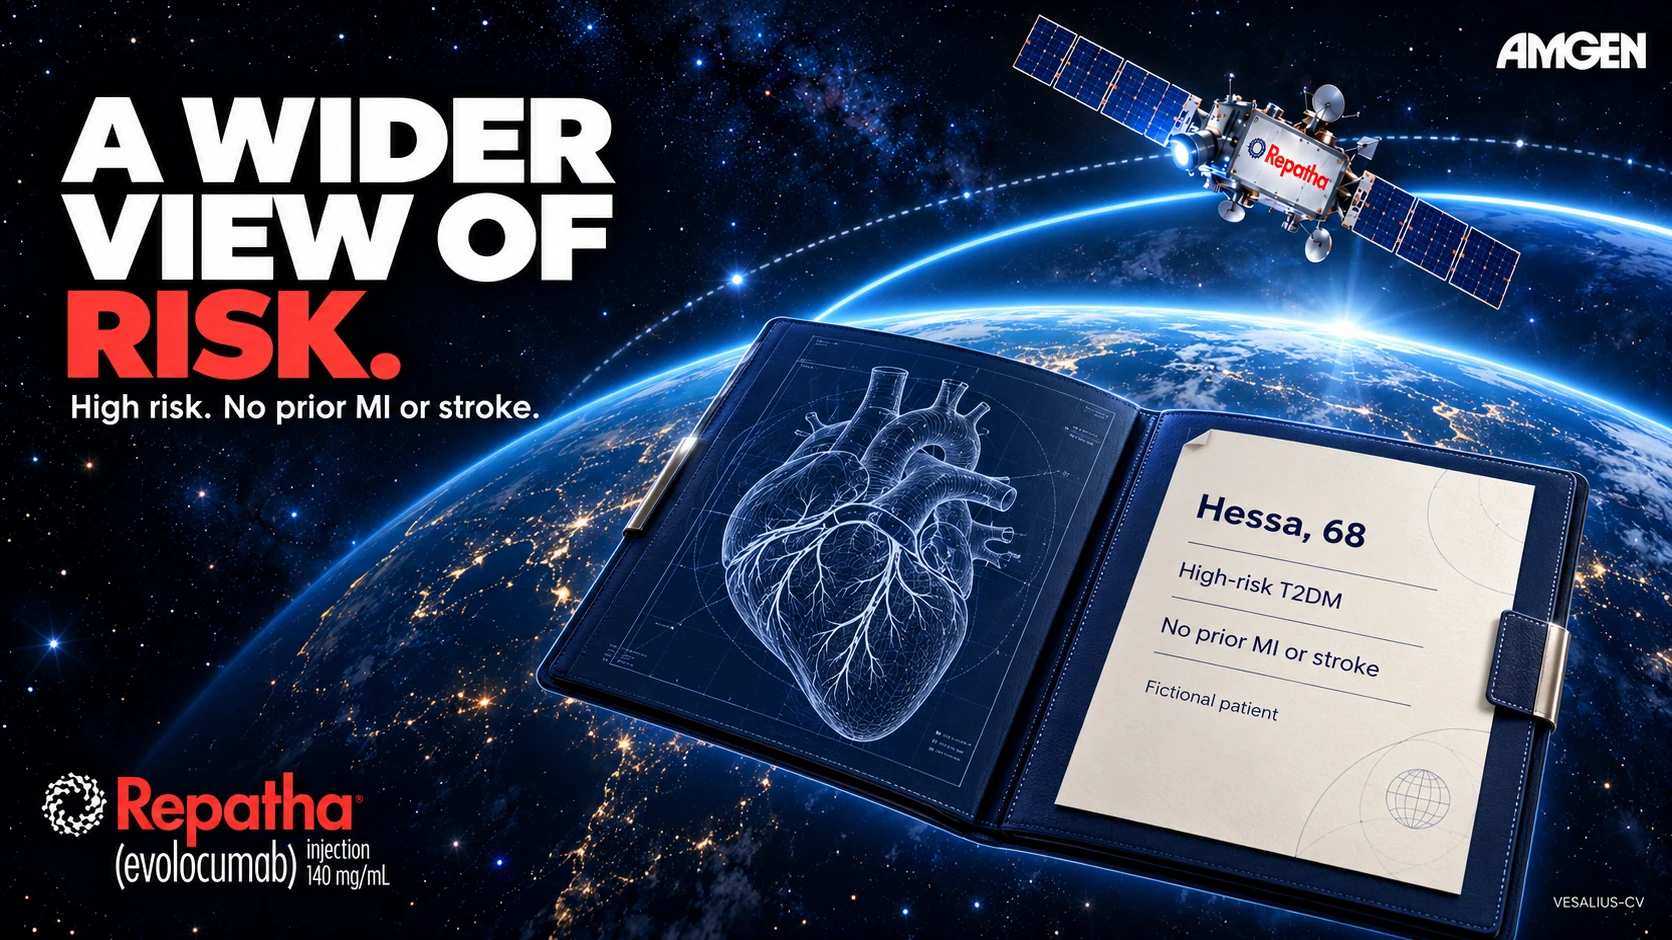 AMGEN
A WIDER
VIEW OF
RISK.
High risk. No prior MI or stroke.
Repatha
Hessa, 68
High-risk T2DM
No prior MI or stroke
Fictional patient
Repatha®
(evolocumab) injection
140 mg/mL
VESALIUS-CV